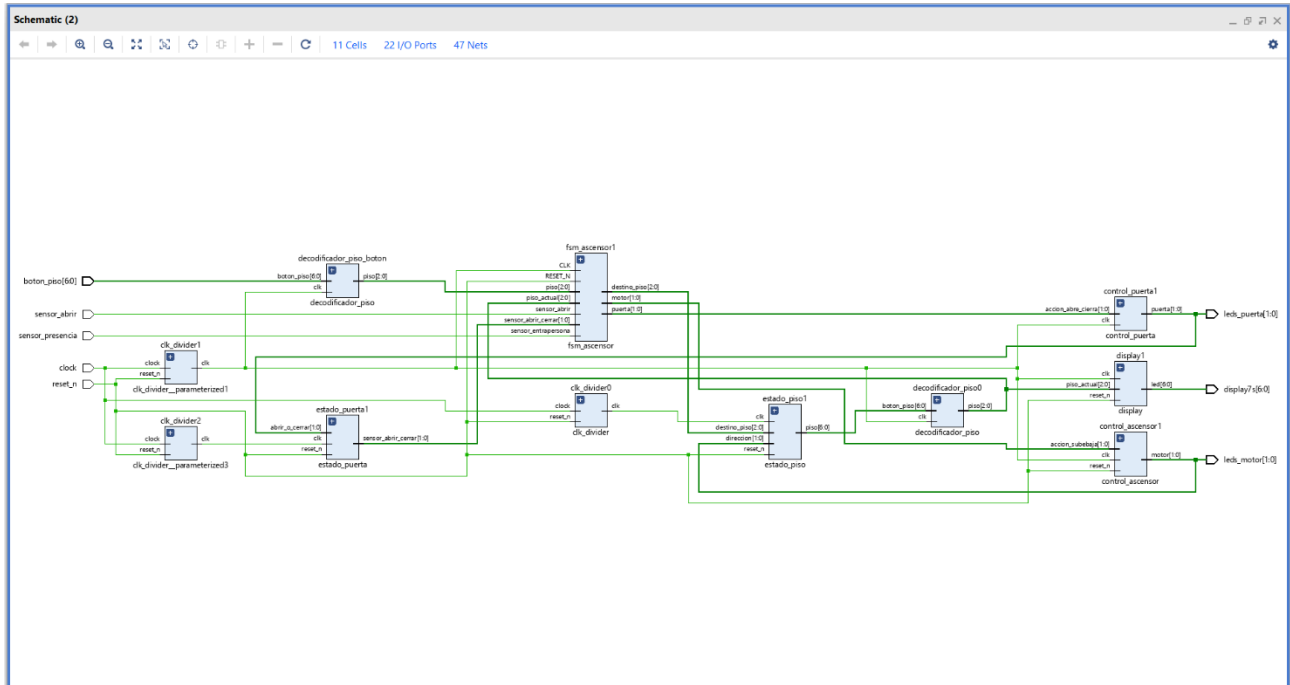 Schematic (2)
11 Cells 22 I/O Ports 47 Nets
boton_piso[6:0]
sensor_abrir
sensor_presencia
clock
reset_n
decodificador_piso_boton
boton_piso[6:0] piso[2:0]
clk
decodificador_piso
clk_divider1
clock clk
reset_n
clk_divider__parameterized1
clk_divider2
clock clk
reset_n
clk_divider__parameterized3
estado_puerta1
abrir_o_cerrar[1:0]
clk sensor_abrir_cerrar[1:0]
reset_n
estado_puerta
fsm_ascensor1
CLK
RESET_N
piso[2:0] destino_piso[2:0]
piso_actual[2:0] motor[1:0]
sensor_abrir puerta[1:0]
sensor_abrir_cerrar[1:0]
sensor_entrapersona
fsm_ascensor
clk_divider0
clock clk
reset_n
clk_divider
estado_piso1
clk
destino_piso[2:0] piso[6:0]
direccion[1:0]
reset_n
estado_piso
decodificador_piso0
boton_piso[6:0] piso[2:0]
clk
decodificador_piso
control_puerta1
accion_abre_cierra[1:0] puerta[1:0]
clk
control_puerta
leds_puerta[1:0]
display1
clk
piso_actual[2:0] led[6:0]
reset_n
display
display7s[6:0]
control_ascensor1
accion_subebaja[1:0]
clk motor[1:0]
reset_n
control_ascensor
leds_motor[1:0]